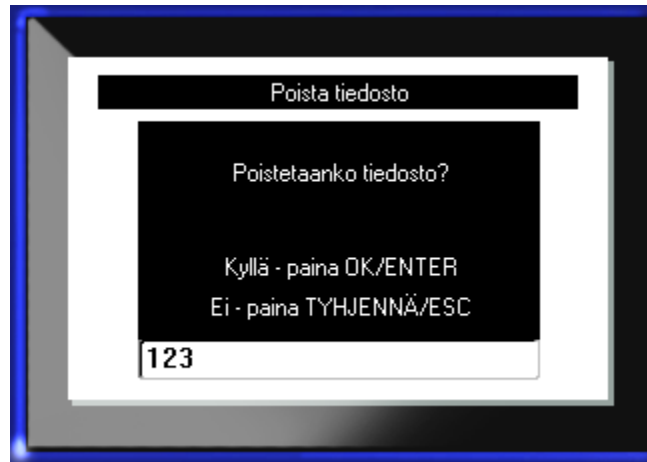 Poista tiedosto
Poistetaanko tiedosto?
Kyllä - paina OK/ENTER
Ei - paina TYHJENNÄ/ESC
123